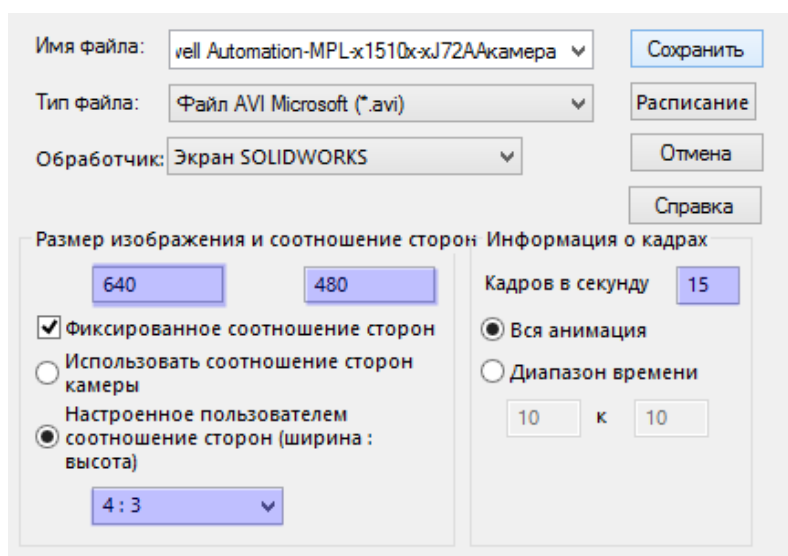 Имя файла: vell Automation-MPL-x1510x-xJ72AAкамера Сохранить
Тип файла: Файл AVI Microsoft (*.avi) Расписание
Обработчик: Экран SOLIDWORKS Отмена
Справка
Размер изображения и соотношение сторон Информация о кадрах
640 480 Кадров в секунду 15
Фиксированное соотношение сторон Вся анимация
Использовать соотношение сторон
камеры
Диапазон времени
Настроенное пользователем
соотношение сторон (ширина :
высота)
10 к 10
4 : 3